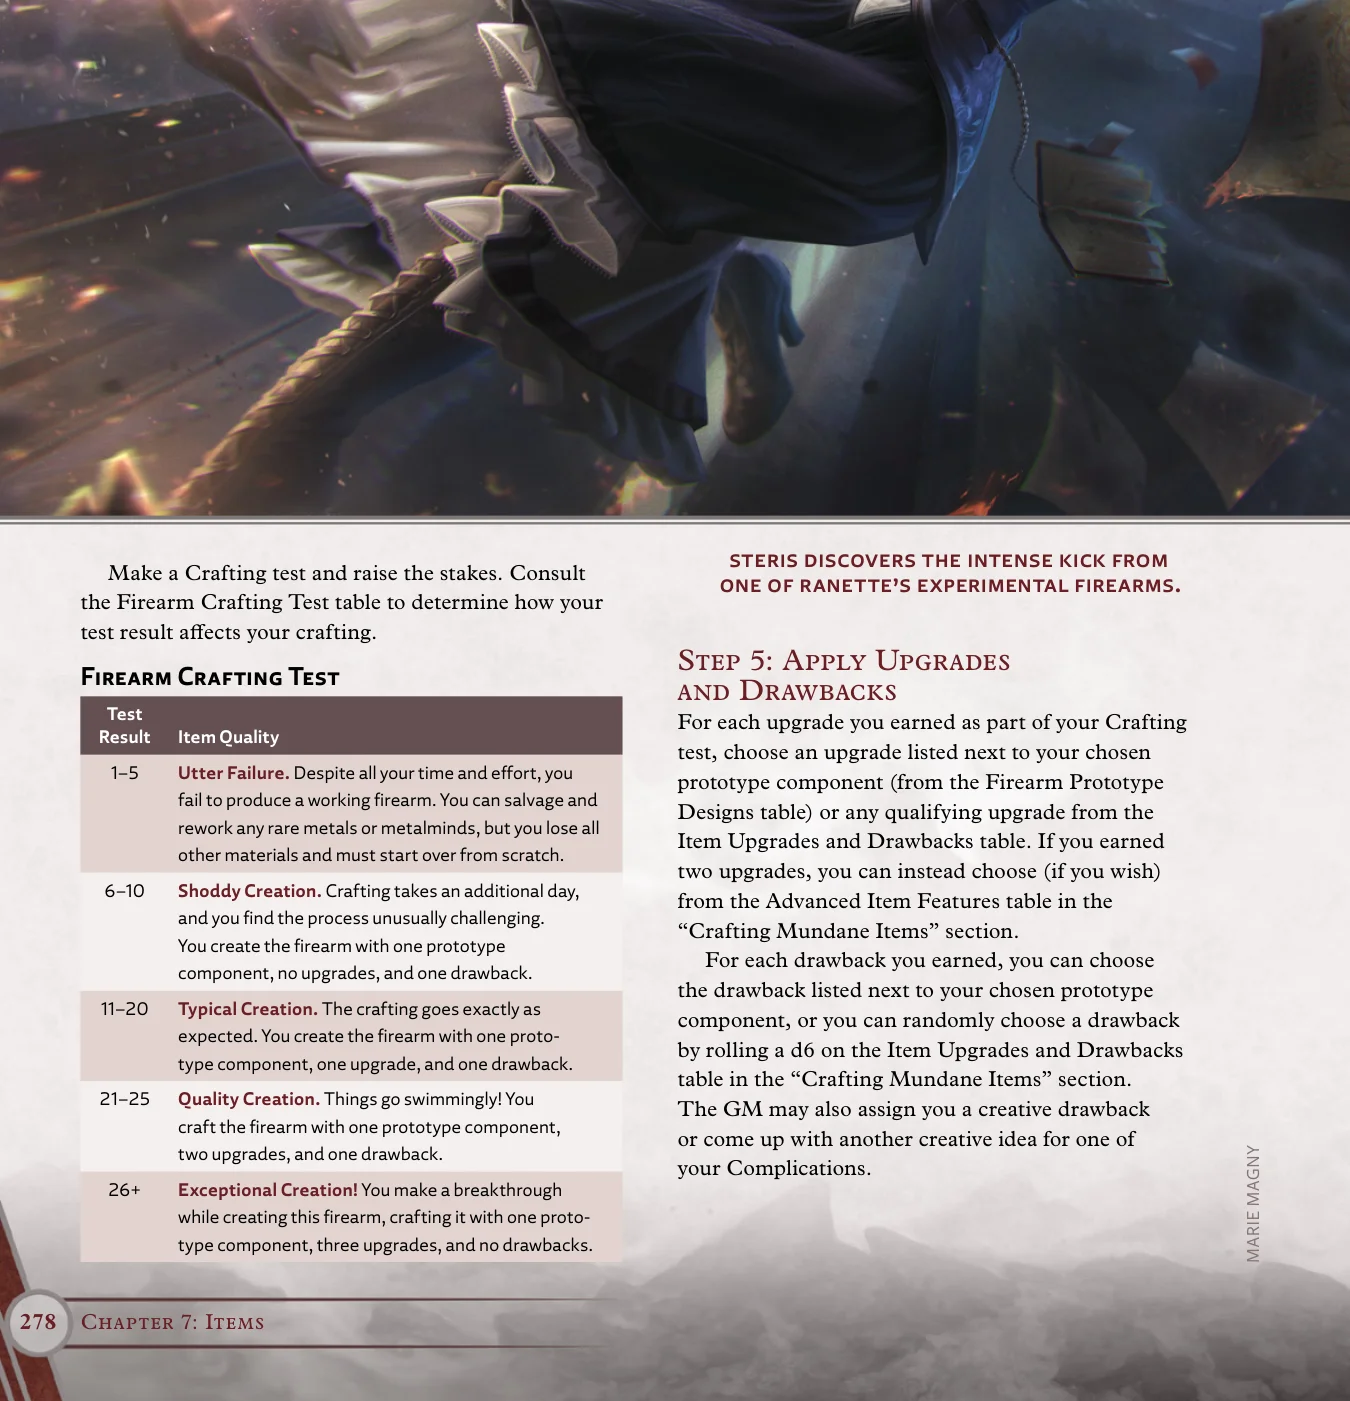 Make a Crafting test and raise the stakes. Consult
the Firearm Crafting Test table to determine how your
test result affects your crafting.
Firearm Crafting Test
Test
Result Item Quality
1–5 Utter Failure. Despite all your time and effort, you
fail to produce a working firearm. You can salvage and
rework any rare metals or metalminds, but you lose all
other materials and must start over from scratch.
6–10 Shoddy Creation. Crafting takes an additional day,
and you find the process unusually challenging.
You create the firearm with one prototype
component, no upgrades, and one drawback.
11–20 Typical Creation. The crafting goes exactly as
expected. You create the firearm with one proto-
type component, one upgrade, and one drawback.
21–25 Quality Creation. Things go swimmingly! You
craft the firearm with one prototype component,
two upgrades, and one drawback.
26+ Exceptional Creation! You make a breakthrough
while creating this firearm, crafting it with one proto-
type component, three upgrades, and no drawbacks.
STERIS DISCOVERS THE INTENSE KICK FROM
ONE OF RANETTE’S EXPERIMENTAL FIREARMS.
Step 5: Apply Upgrades
and Drawbacks
For each upgrade you earned as part of your Crafting
test, choose an upgrade listed next to your chosen
prototype component (from the Firearm Prototype
Designs table) or any qualifying upgrade from the
Item Upgrades and Drawbacks table. If you earned
two upgrades, you can instead choose (if you wish)
from the Advanced Item Features table in the
“Crafting Mundane Items” section.
For each drawback you earned, you can choose
the drawback listed next to your chosen prototype
component, or you can randomly choose a drawback
by rolling a d6 on the Item Upgrades and Drawbacks
table in the “Crafting Mundane Items” section.
The GM may also assign you a creative drawback
or come up with another creative idea for one of
your Complications.
MARIE MAGNY
278 Chapter 7: Items